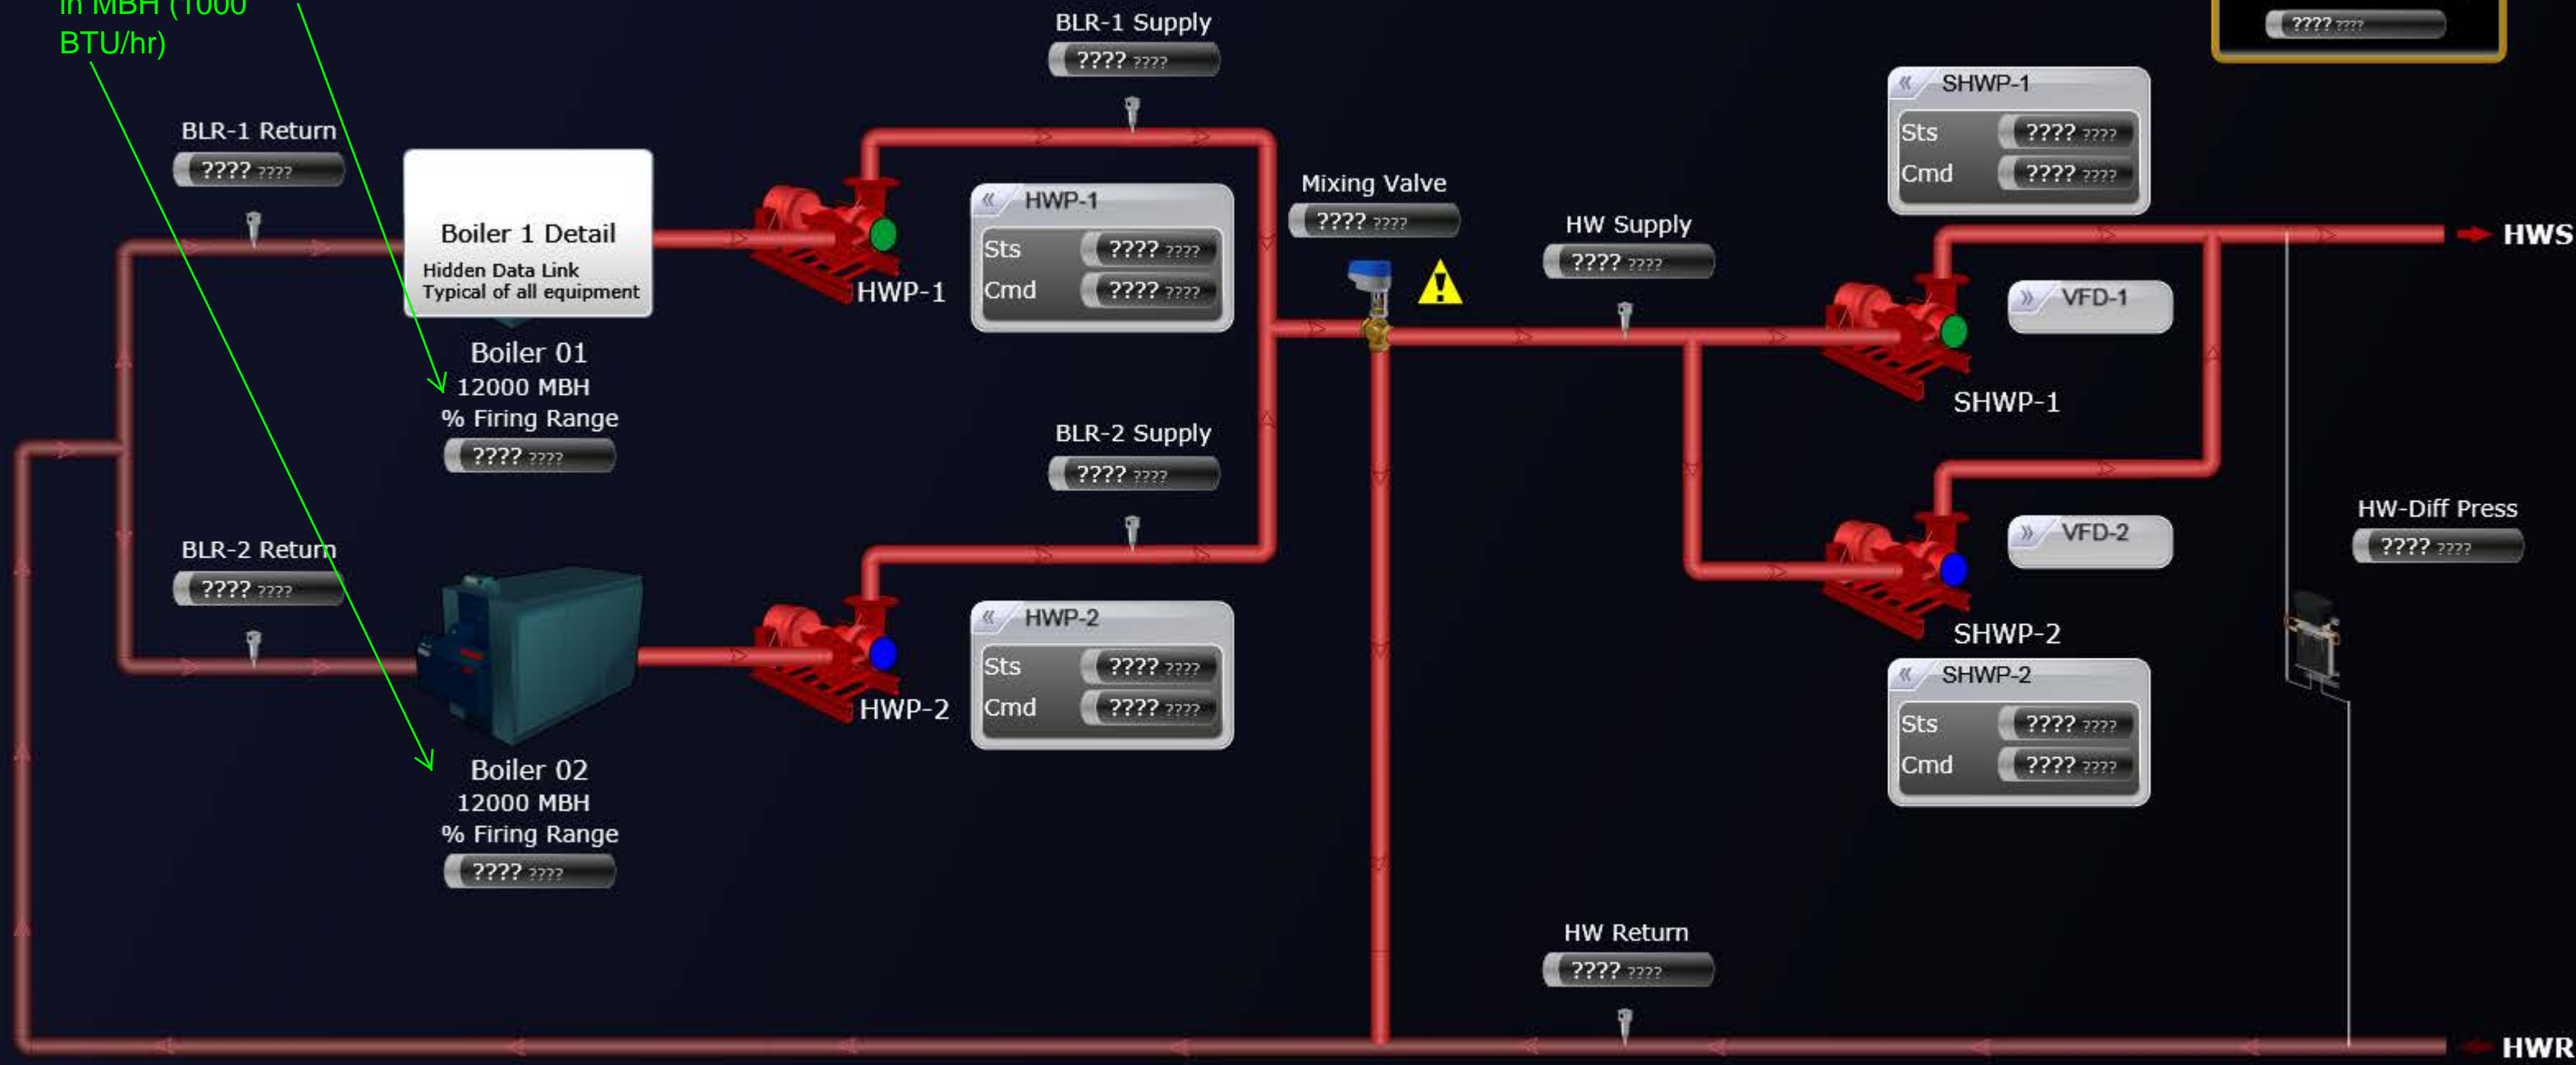 in MBH (1000
BTU/hr)
BLR-1 Supply
???? ????
???? ????
SHWP-1
Sts ???? ????
Cmd ???? ????
BLR-1 Return
???? ????
Boiler 1 Detail
Hidden Data Link
Typical of all equipment
HWP-1
Sts ???? ????
Cmd ???? ????
HWP-1
Mixing Valve
???? ????
HW Supply
???? ????
HWS
VFD-1
SHWP-1
Boiler 01
12000 MBH
% Firing Range
???? ????
BLR-2 Supply
???? ????
BLR-2 Return
???? ????
VFD-2
SHWP-2
HW-Diff Press
???? ????
HWP-2
Sts ???? ????
Cmd ???? ????
HWP-2
SHWP-2
Sts ???? ????
Cmd ???? ????
Boiler 02
12000 MBH
% Firing Range
???? ????
HW Return
???? ????
HWR